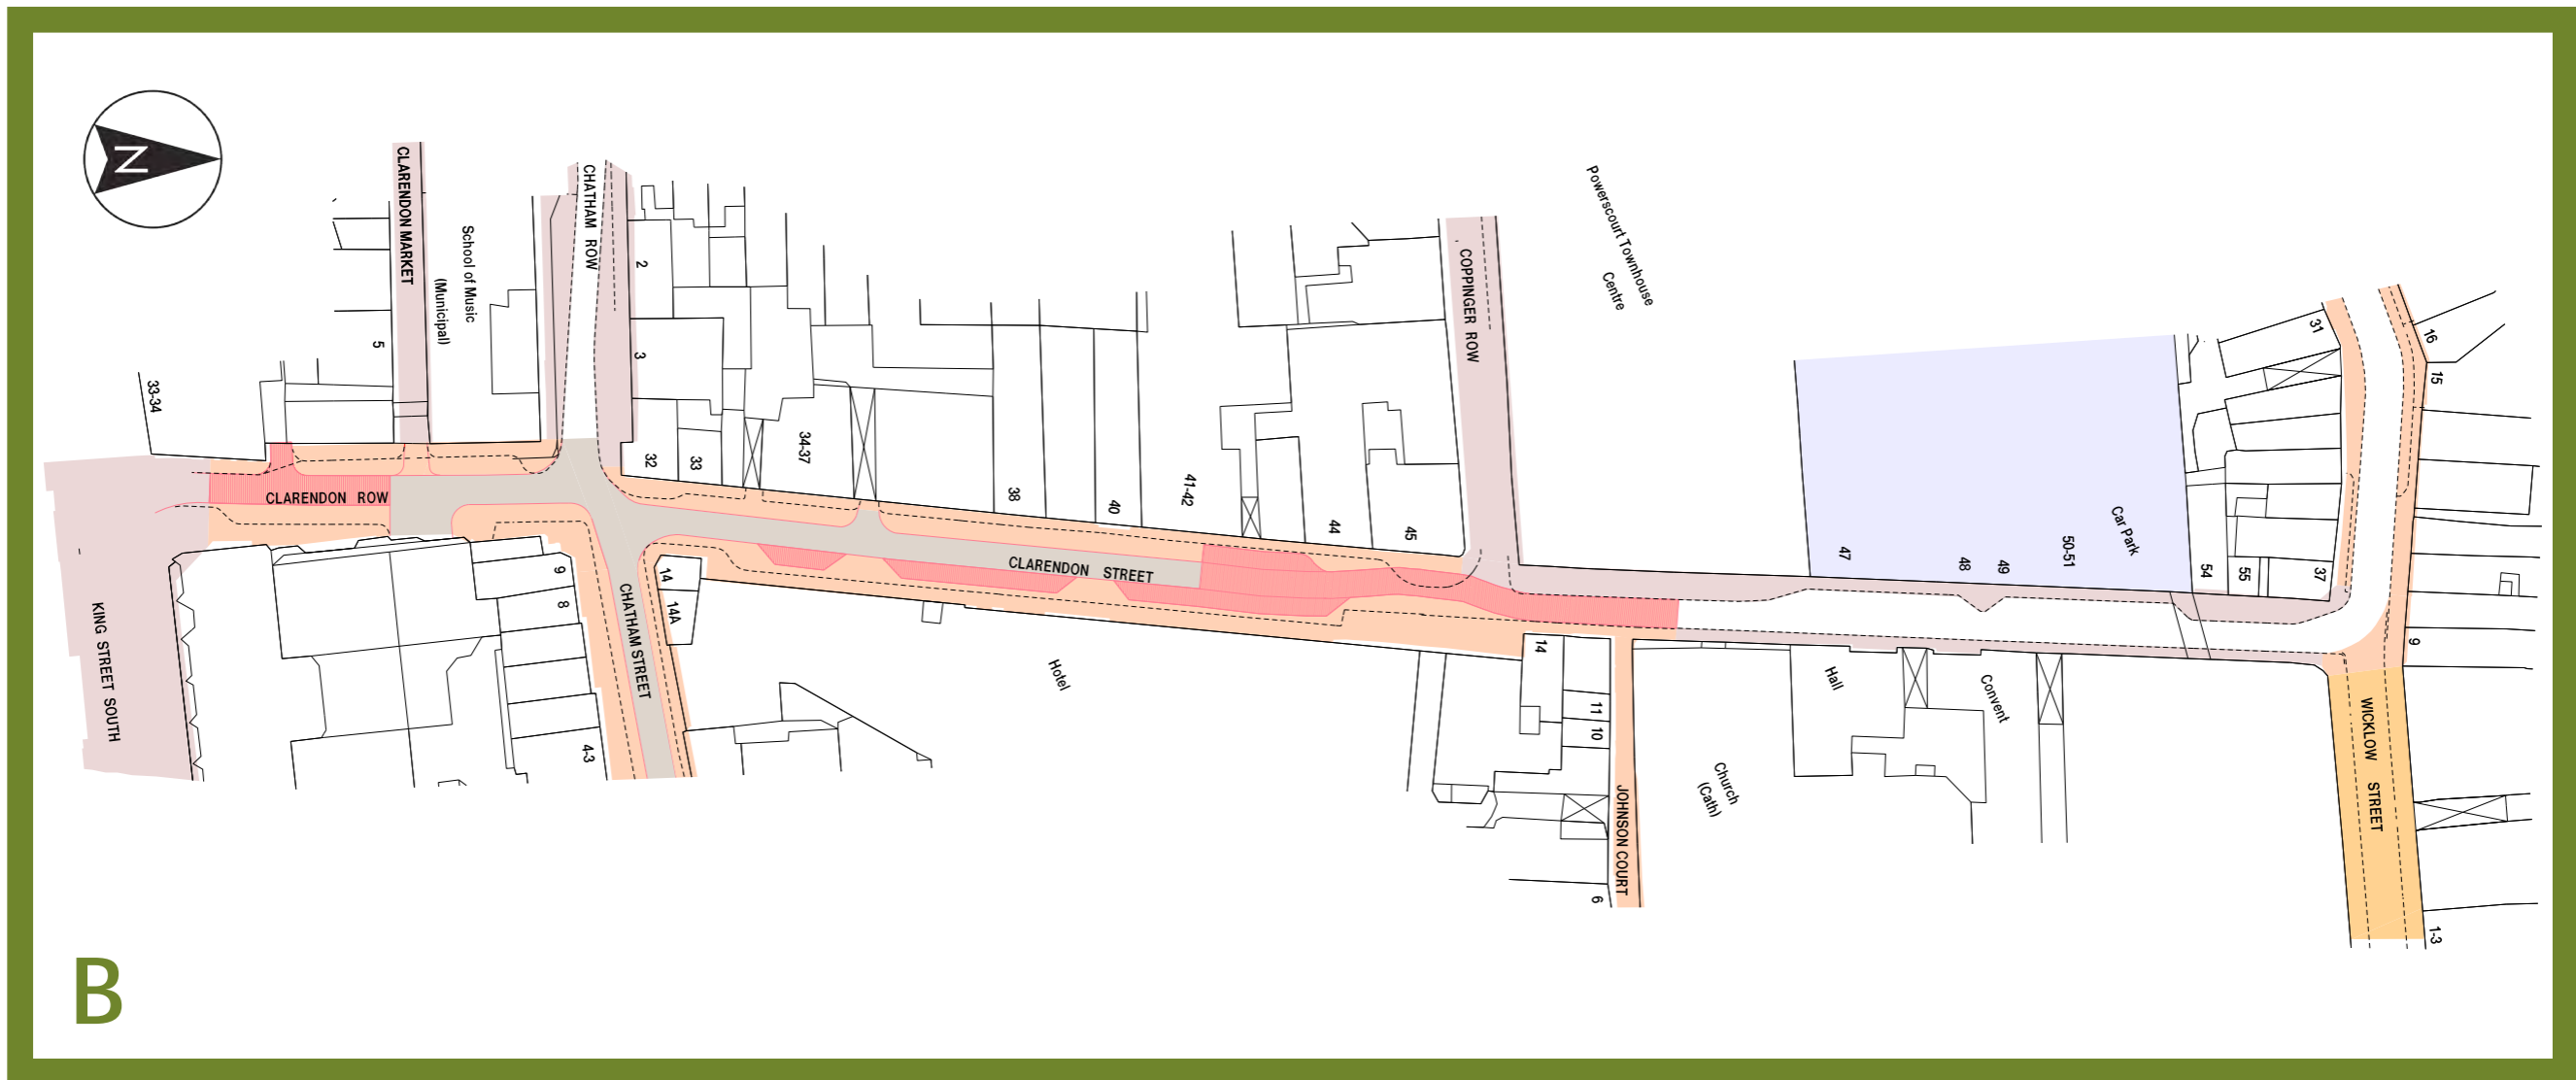 N
CLARENDON MARKET
School of Music
(Municipal)
CHATHAM ROW
2
3
5
33-34
32
33
34-37
38
40
41-42
44
45
COPPINGER ROW
Powerscourt Townhouse
Centre
CLARENDON ROW
CLARENDON STREET
CHATHAM STREET
KING STREET SOUTH
9
8
4-3
14
14A
Hotel
14
11
10
6
JOHNSON COURT
Church
(Cath)
Hall
Convent
47
48
49
50-51
Car Park
54
55
37
31
16
15
9
WICKLOW STREET
1-3
B